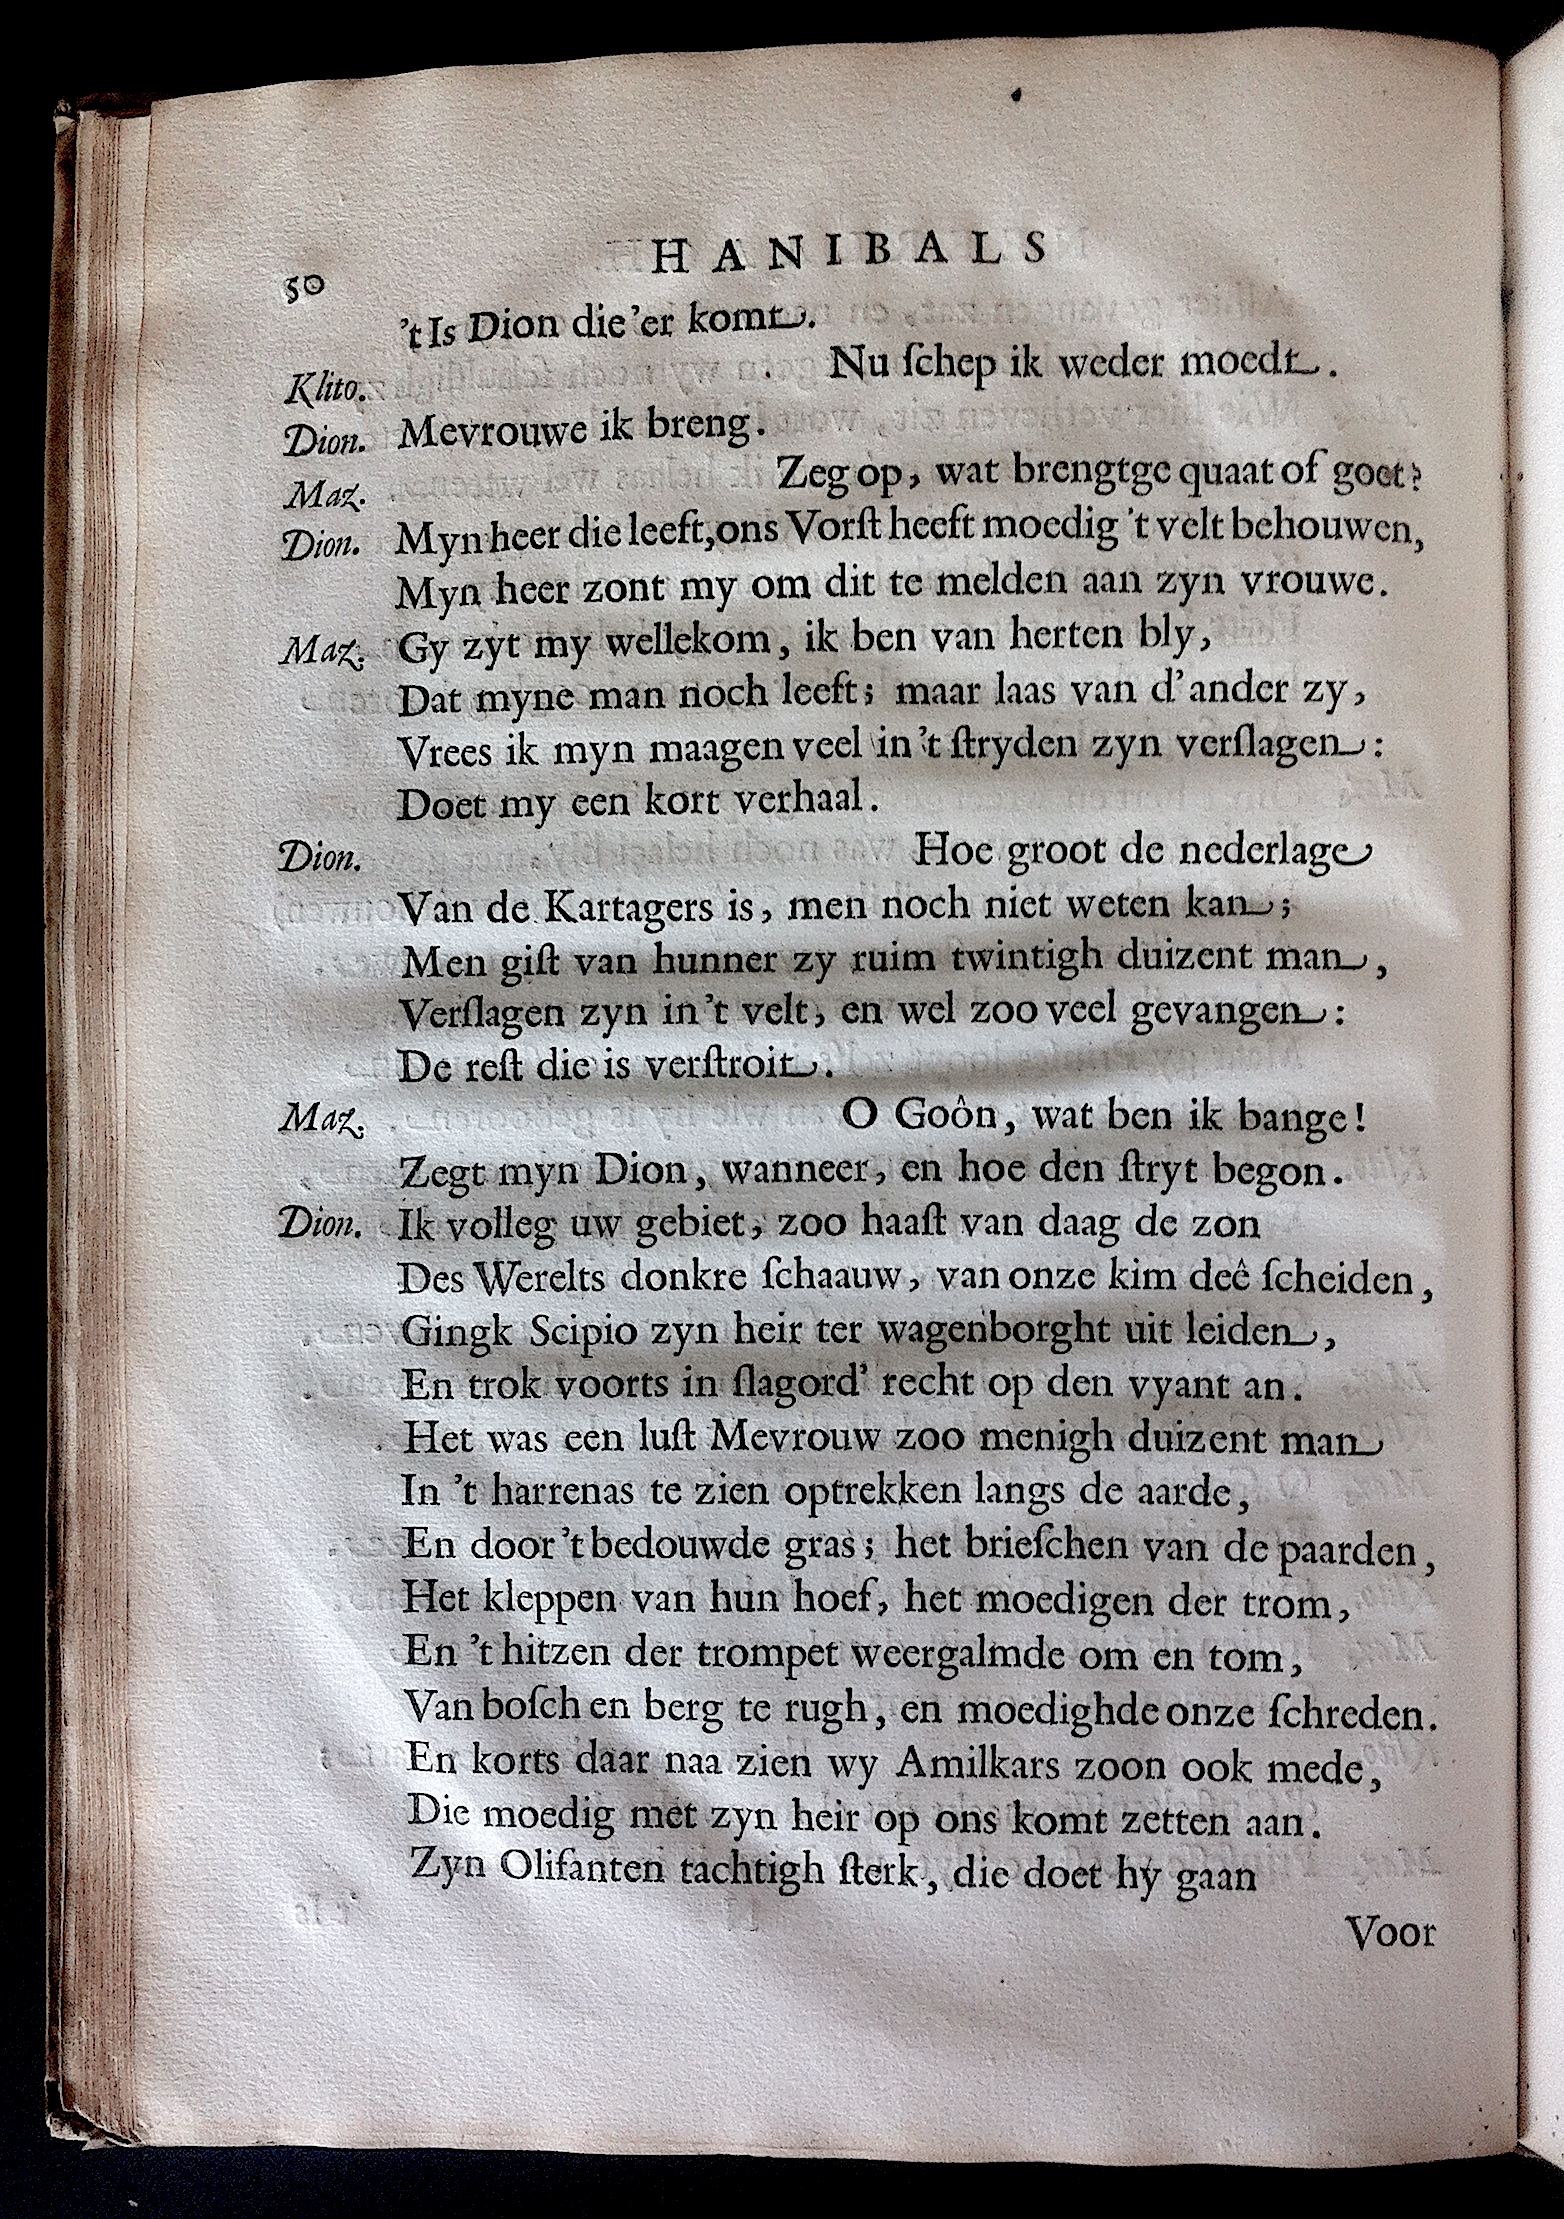 50 HANIBALS
't Is Dion die'er komt.
Klito. Nu ſchep ik weder moedt.
Dion. Mevrouwe ik breng.
Maz. Zeg op, wat brengtge quaat of goet?
Dion. Myn heer die leeft, ons Vorſt heeft moedig 't velt behouwen,
Myn heer zont my om dit te melden aan zyn vrouwe.
Maz. Gy zyt my wellekom, ik ben van herten bly,
Dat myne man noch leeft; maar laas van d'ander zy,
Vrees ik myn maagen veel in 't ſtryden zyn verſlagen:
Doet my een kort verhaal.
Dion. Hoe groot de nederlage
Van de Kartagers is, men noch niet weten kan;
Men giſt van hunner zy ruim twintigh duizent man,
Verſlagen zyn in 't velt, en wel zoo veel gevangen:
De reſt die is verſtroit.
Maz. O Goôn, wat ben ik bange!
Zegt myn Dion, wanneer, en hoe den ſtryt begon.
Dion. Ik volleg uw gebiet, zoo haaſt van daag de zon
Des Werelts donkre ſchaauw, van onze kim deê ſcheiden,
Gingk Scipio zyn heir ter wagenborght uit leiden,
En trok voorts in ſlagord' recht op den vyant an.
Het was een luſt Mevrouw zoo menigh duizent man
In 't harrenas te zien optrekken langs de aarde,
En door 't bedouwde gras; het brieſchen van de paarden,
Het kleppen van hun hoef, het moedigen der trom,
En 't hitzen der trompet weergalmde om en tom,
Van boſch en berg te rugh, en moedighde onze ſchreden.
En korts daar naa zien wy Amilkars zoon ook mede,
Die moedig met zyn heir op ons komt zetten aan.
Zyn Olifanten tachtigh ſterk, die doet hy gaan
Voor